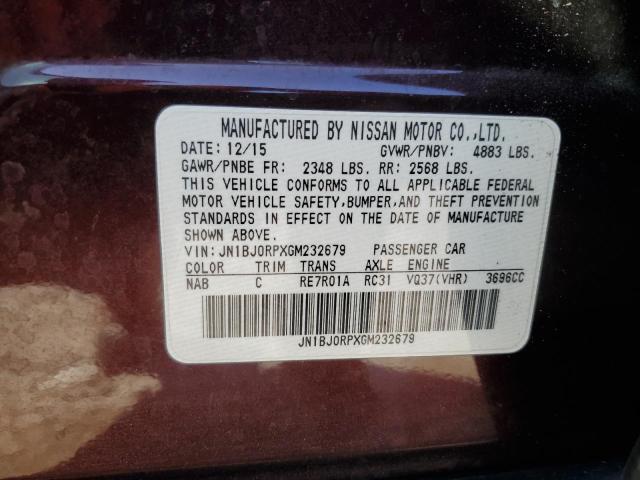 MANUFACTURED BY NISSAN MOTOR CO.,LTD.
DATE: 12/15 GVWR/PNBV: 4883 LBS.
GAWR/PNBE FR: 2348 LBS. RR: 2568 LBS.
THIS VEHICLE CONFORMS TO ALL APPLICABLE FEDERAL
MOTOR VEHICLE SAFETY,BUMPER,AND THEFT PREVENTION
STANDARDS IN EFFECT ON THE DATE OF MANUFACTURE
SHOWN ABOVE.
VIN: JN1BJ0RPXGM232679 PASSENGER CAR
COLOR TRIM TRANS AXLE ENGINE
NAB C RE7R01A RC31 VQ37(VHR) 3696CC
JN1BJ0RPXGM232679